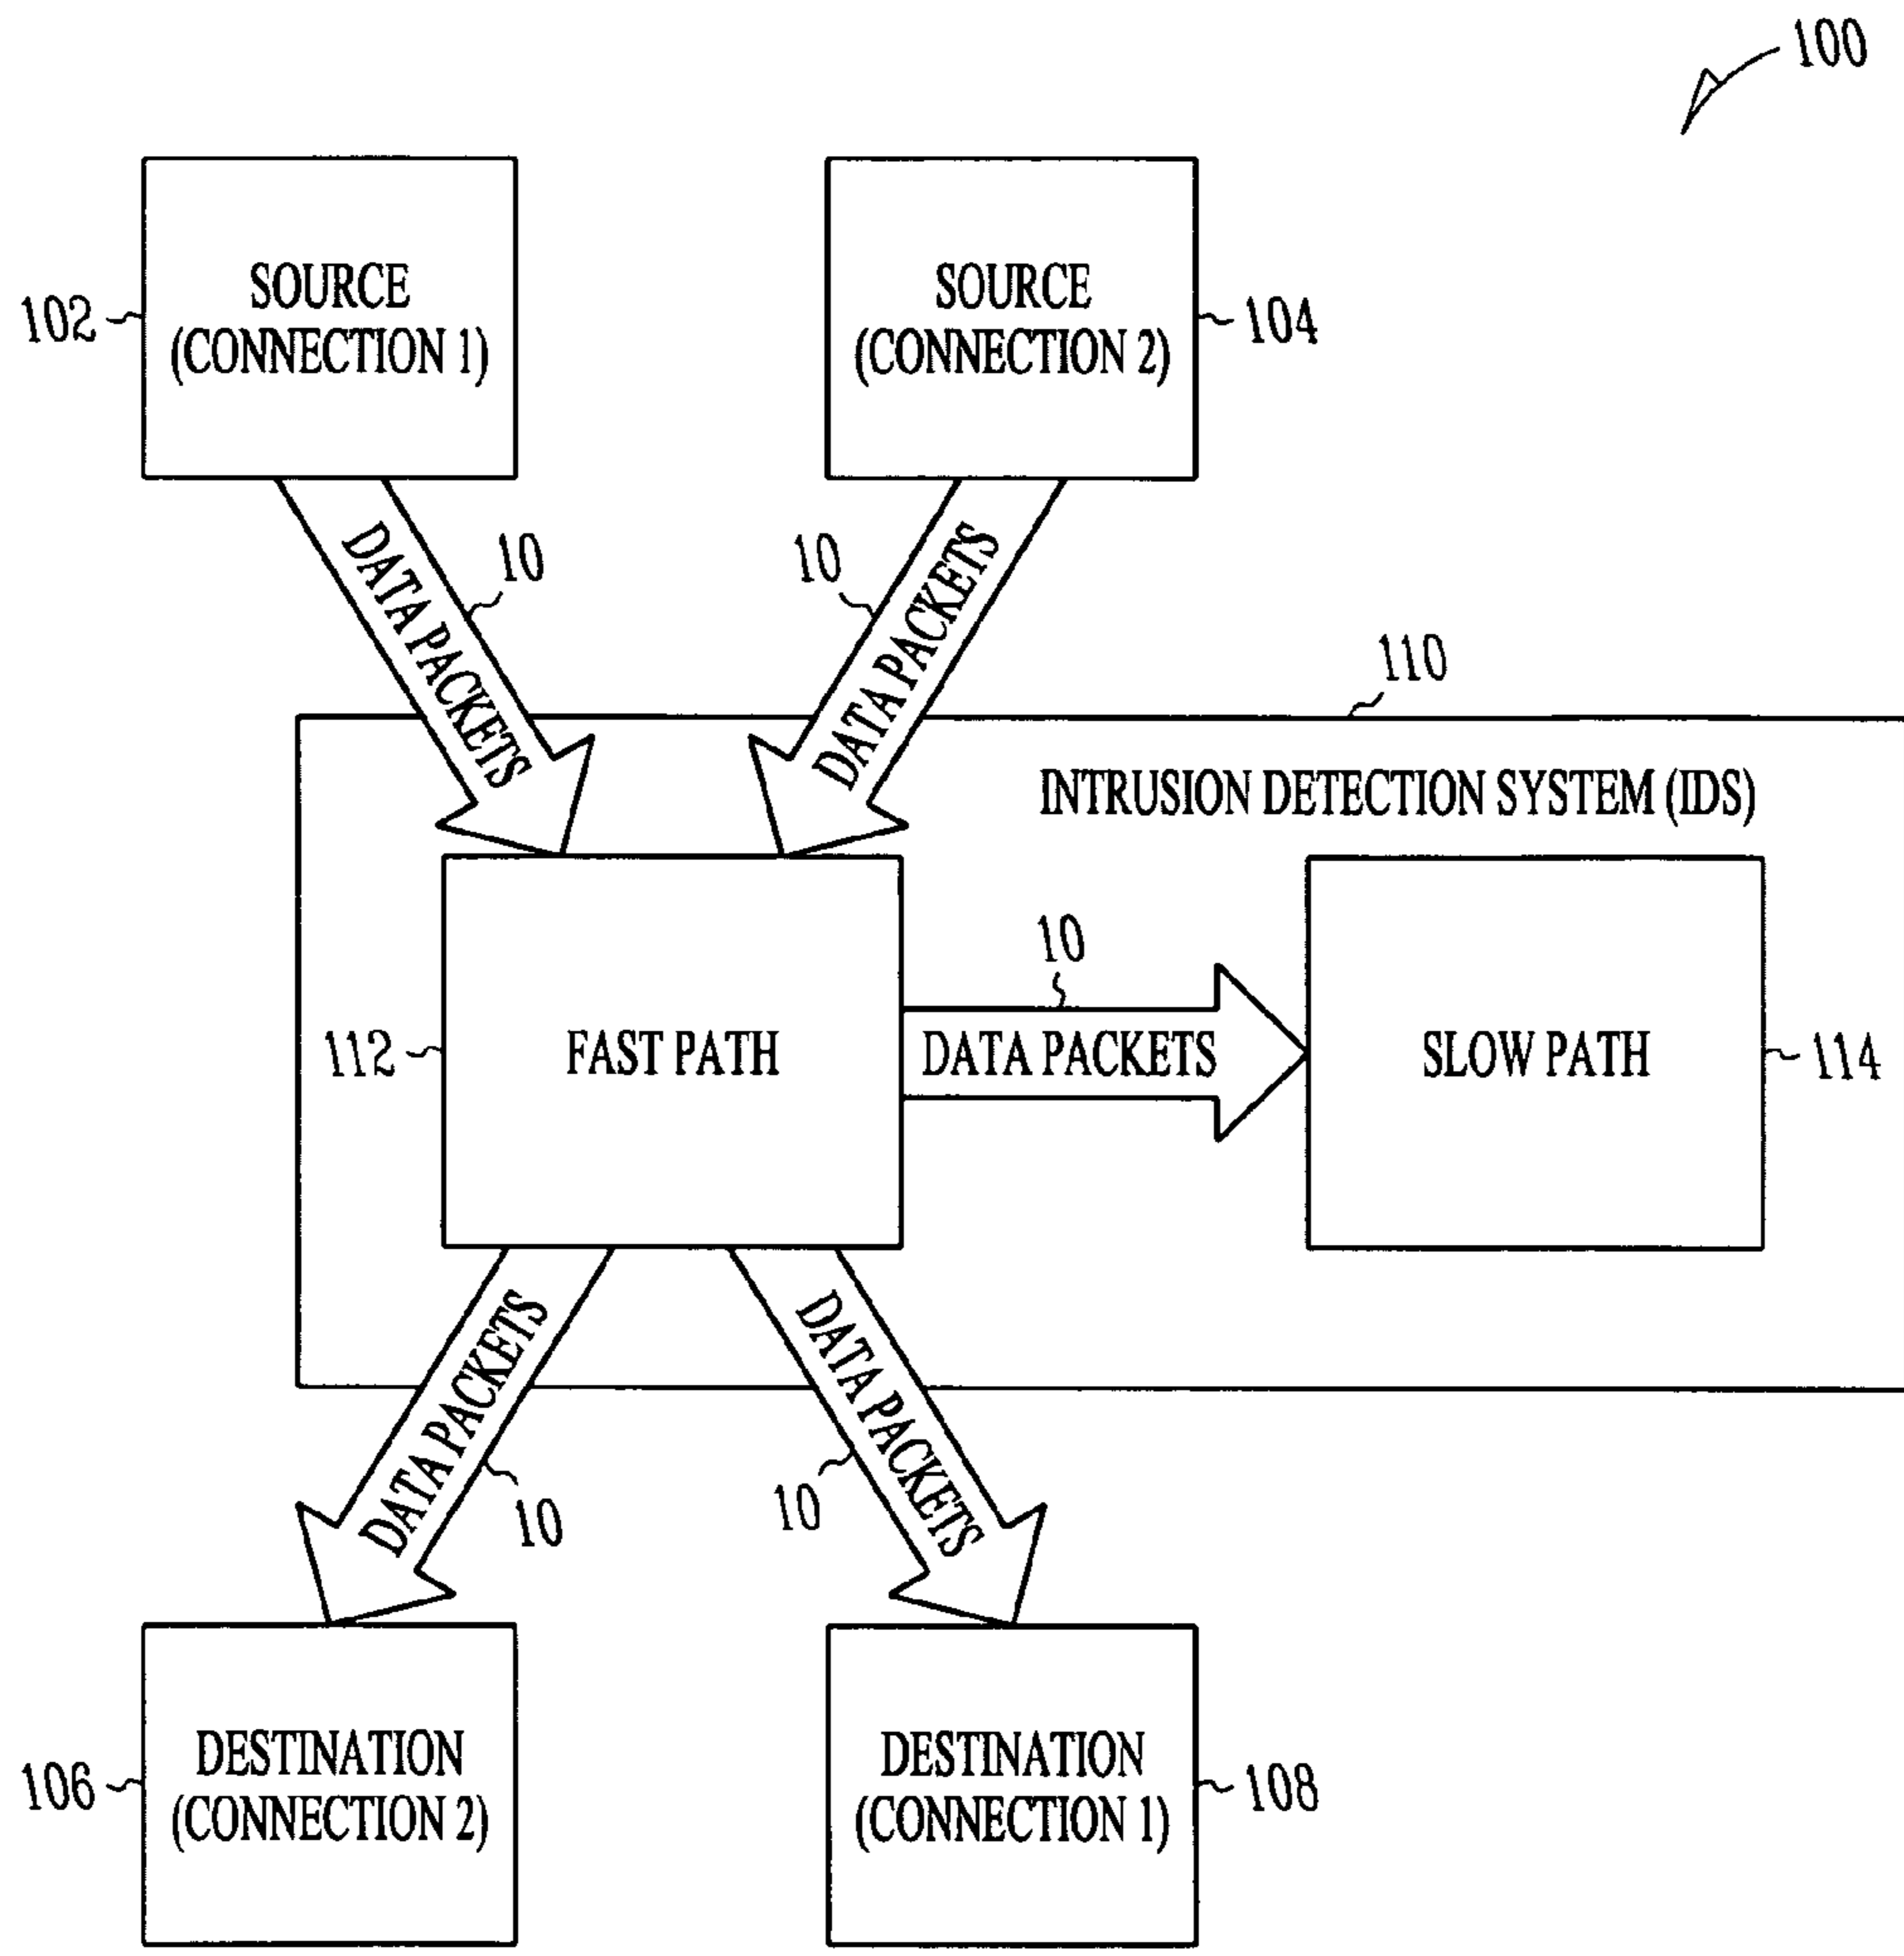 100
SOURCE
(CONNECTION 1)
102
SOURCE
(CONNECTION 2)
104
DATA PACKETS
10
10
DATA PACKETS
110
INTRUSION DETECTION SYSTEM (IDS)
112
FAST PATH
10
DATA PACKETS
SLOW PATH
114
DATA PACKETS
10
10
DATA PACKETS
106
DESTINATION
(CONNECTION 2)
DESTINATION
(CONNECTION 1)
108